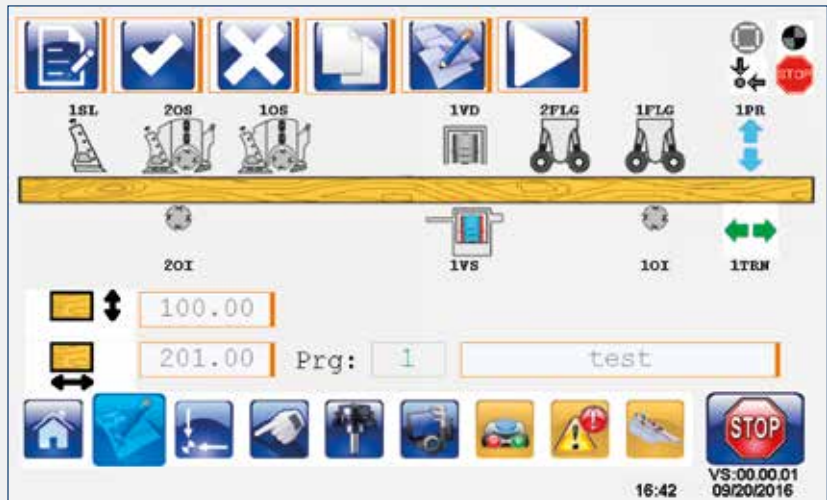 STOP
1SL 2OS 1OS 1VD 2FLG 1FLG 1PR
2OI 1VS 1OI 1TRN
100.00
201.00 Prg: 1 test
STOP
16:42 VS:00.00.01
09/20/2016